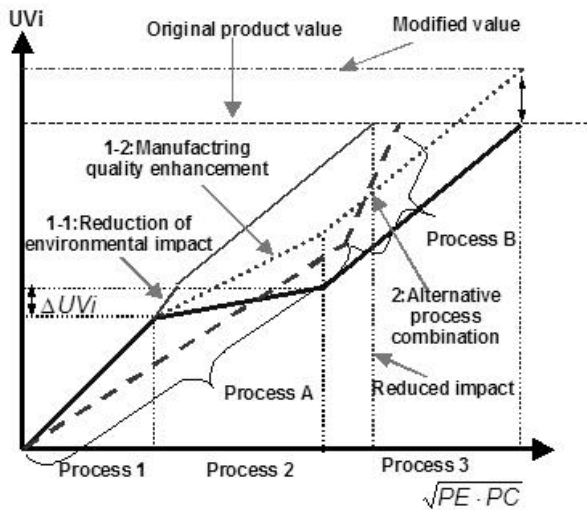 UVi
Original product value
Modified value
1-2:Manufactring
quality enhancement
1-1:Reduction of
environmental impact
ΔUVi
Process B
2:Alternative
process
combination
Process A
Reduced impact
Process 1
Process 2
Process 3
√PE · PC